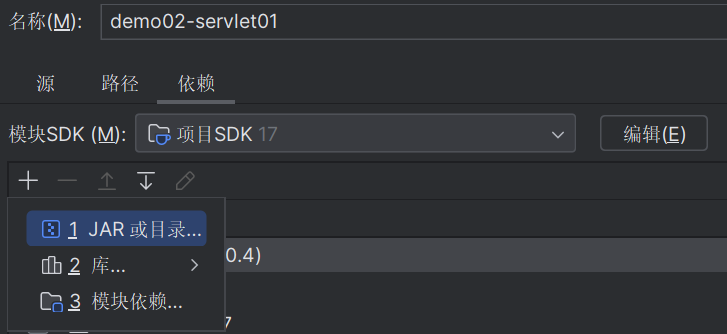 名称(M): demo02-servlet01
源 路径 依赖
模块SDK (M): 项目SDK 17 编辑(E)
1 JAR 或目录...
2 库...
0.4)
3 模块依赖...
7